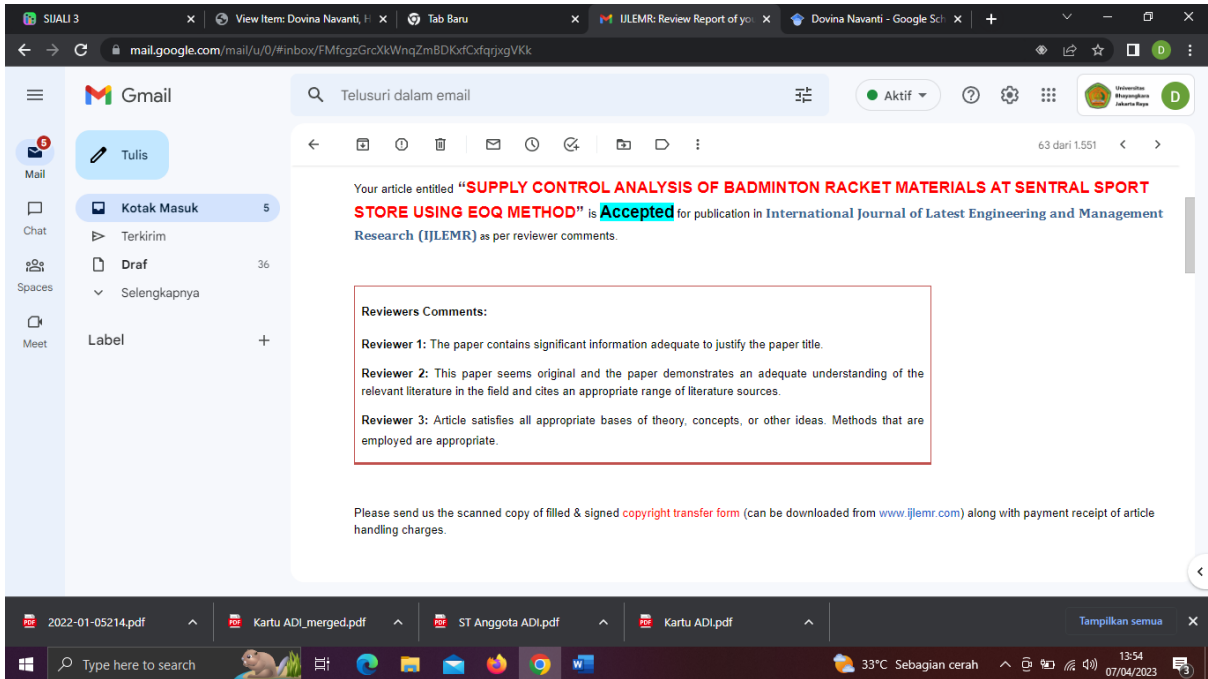 SIJALI 3
View Item: Dovina Navanti, H
Tab Baru
IJLEMR: Review Report of you
Dovina Navanti - Google Sch
mail.google.com/mail/u/0/#inbox/FMfcgzGrcXkWnqZmBDKxfCxfqrjxgVKk
D
Gmail
Telusuri dalam email
Aktif
Universitas
Bhayangkara
Jakarta Raya
D
5
Mail
Chat
Spaces
Meet
Tulis
Kotak Masuk 5
Terkirim
Draf 36
Selengkapnya
Label
63 dari 1.551
Your article entitled “SUPPLY CONTROL ANALYSIS OF BADMINTON RACKET MATERIALS AT SENTRAL SPORT
STORE USING EOQ METHOD” is Accepted for publication in International Journal of Latest Engineering and Management
Research (IJLEMR) as per reviewer comments.
Reviewers Comments:
Reviewer 1: The paper contains significant information adequate to justify the paper title.
Reviewer 2: This paper seems original and the paper demonstrates an adequate understanding of the
relevant literature in the field and cites an appropriate range of literature sources.
Reviewer 3: Article satisfies all appropriate bases of theory, concepts, or other ideas. Methods that are
employed are appropriate.
Please send us the scanned copy of filled & signed copyright transfer form (can be downloaded from www.ijlemr.com) along with payment receipt of article
handling charges.
2022-01-05214.pdf
Kartu ADI_merged.pdf
ST Anggota ADI.pdf
Kartu ADI.pdf
Tampilkan semua
Type here to search
33°C Sebagian cerah
13:54
07/04/2023
3